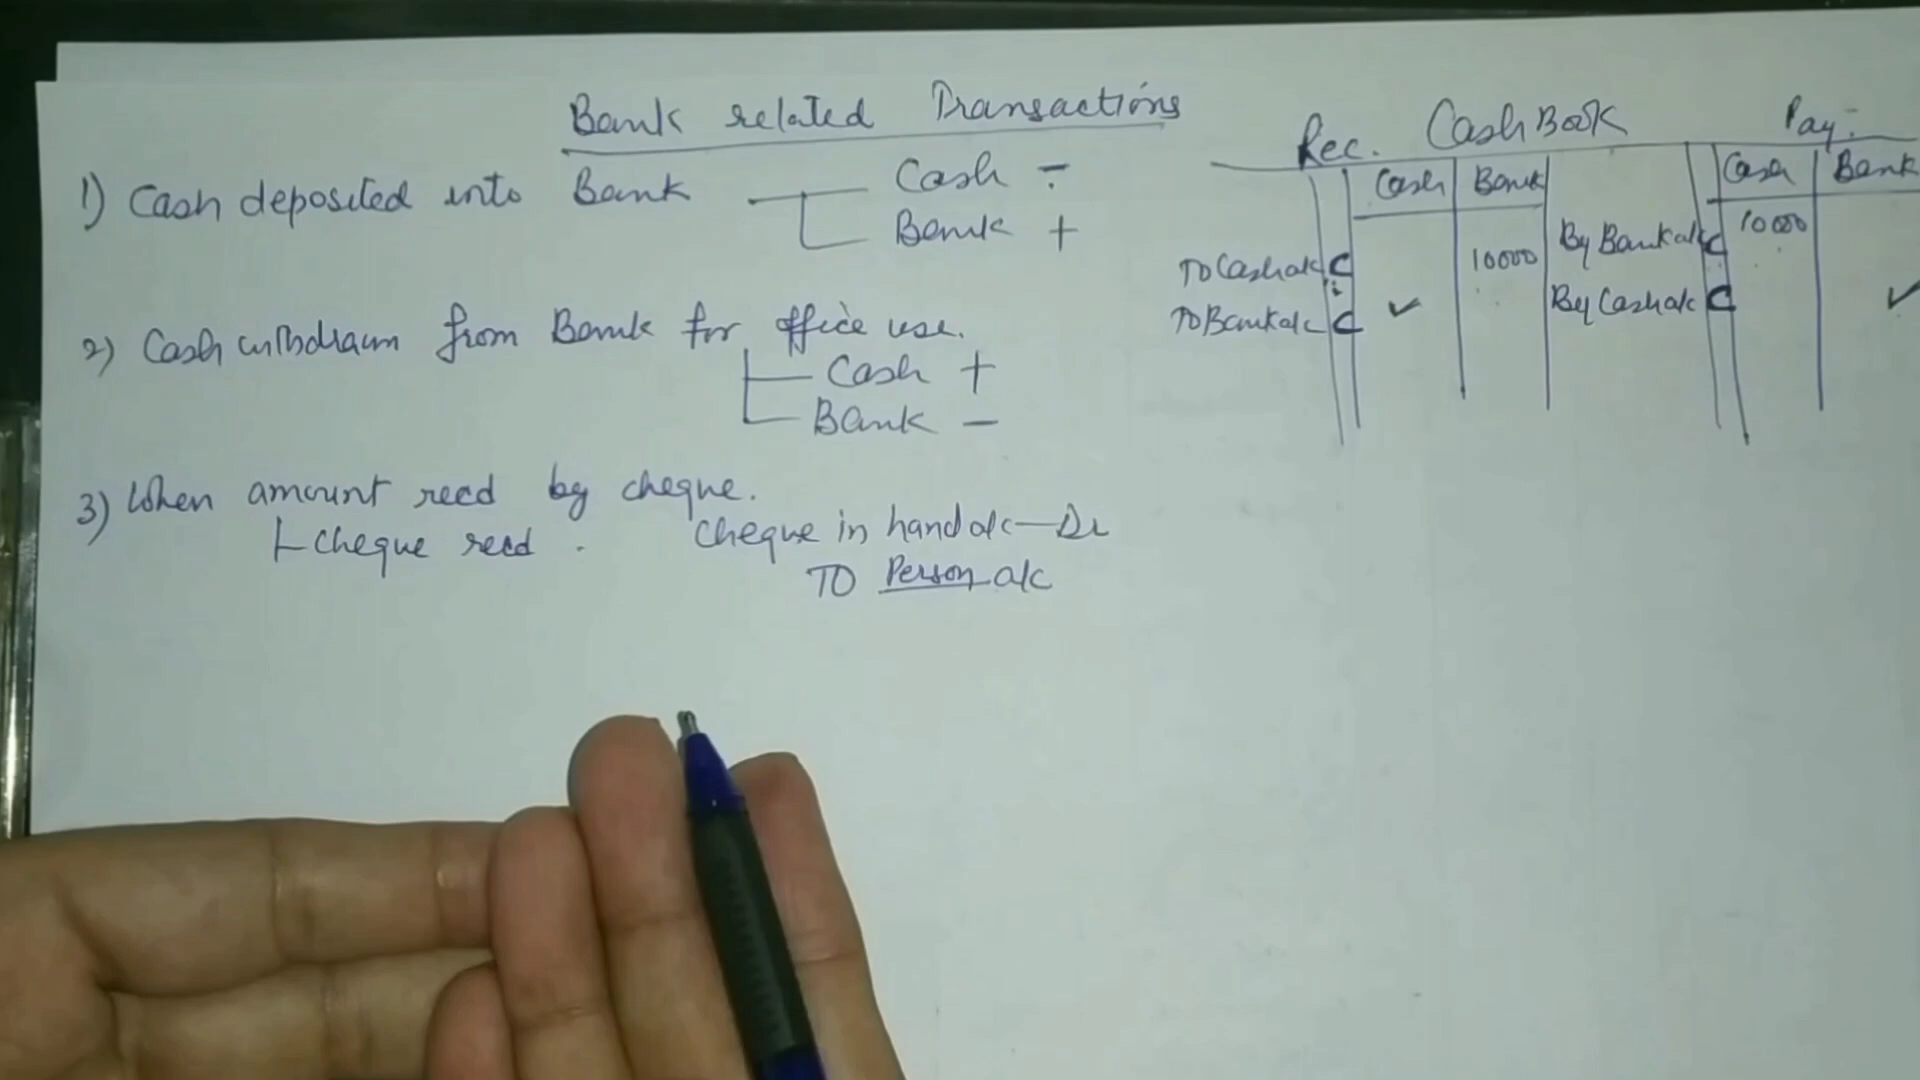 Bank related Transactions
1) Cash deposited into Bank
Cash -
Bank +
2) Cash withdrawn from Bank for office use.
Cash +
Bank -
3) When amount recd by cheque.
Cheque recd.
Cheque in hand a/c — Dr
TO Person a/c
Rec. Cash Book Pay.
Cash Bank Cash Bank
By Bank a/c C 10000
To Cash a/c C 10000
By Cash a/c C ✓
To Bank a/c C ✓